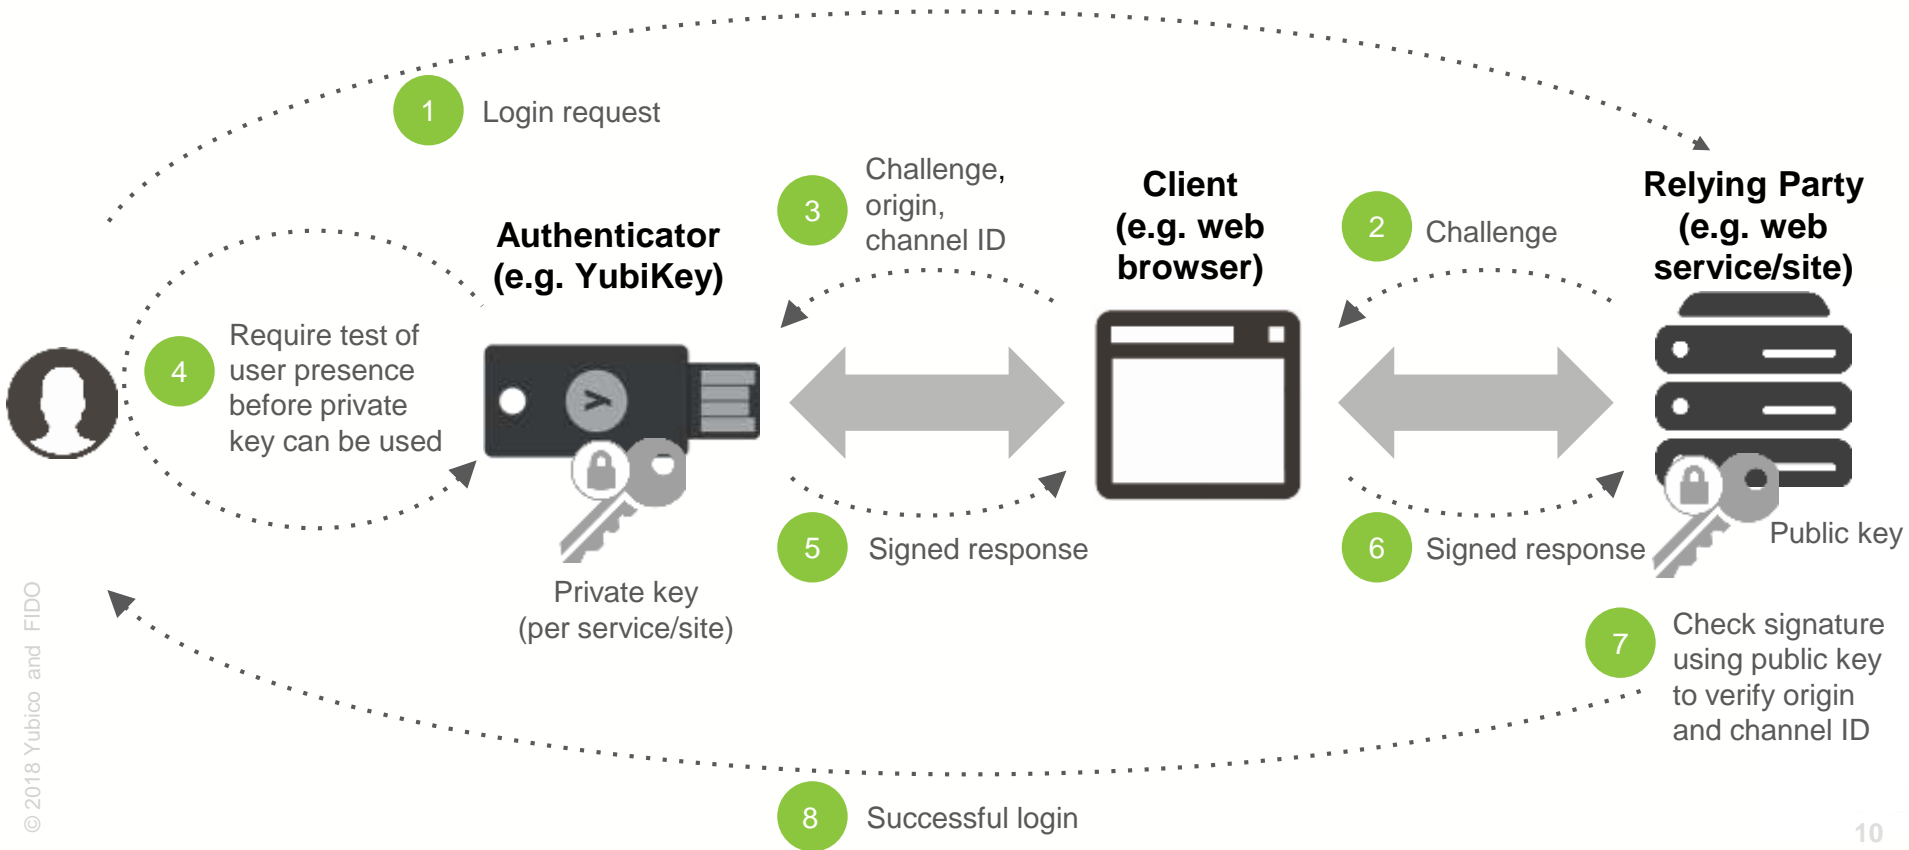 1
Login request
Authenticator
(e.g. YubiKey)
3
Challenge,
origin,
channel ID
Client
(e.g. web
browser)
2
Challenge
Relying Party
(e.g. web
service/site)
4
Require test of
user presence
before private
key can be used
Y
Private key
(per service/site)
5
Signed response
6
Signed response
Public key
7
Check signature
using public key
to verify origin
and channel ID
8
Successful login
© 2018 Yubico and FIDO
10